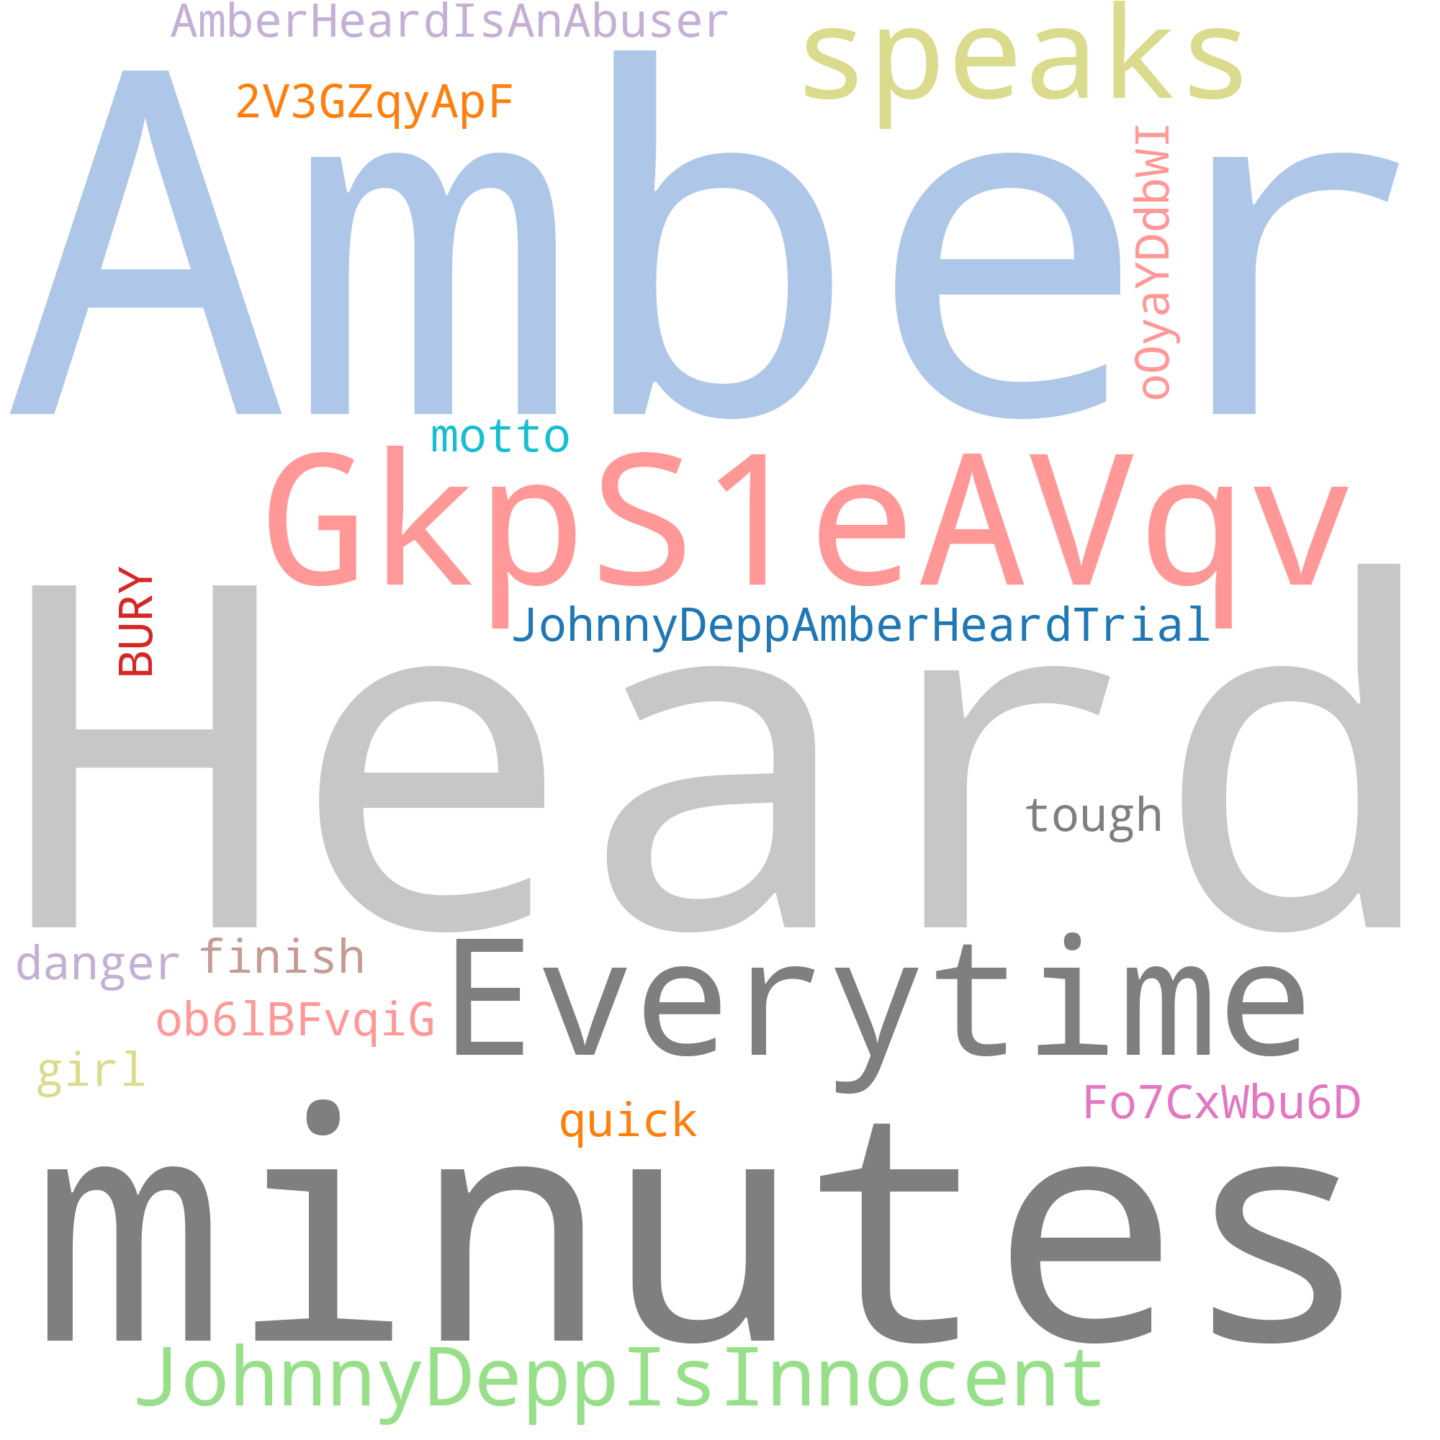 AmberHeardIsAnAbuser
speaks
2V3GZqyApF
Amber
oOyaYDdbWI
motto
GkpS1eAVqv
BURY
JohnnyDeppAmberHeardTrial
Heard
tough
danger
finish
Everytime
ob6lBFvqiG
girl
quick
Fo7CxWbu6D
minutes
JohnnyDeppIsInnocent